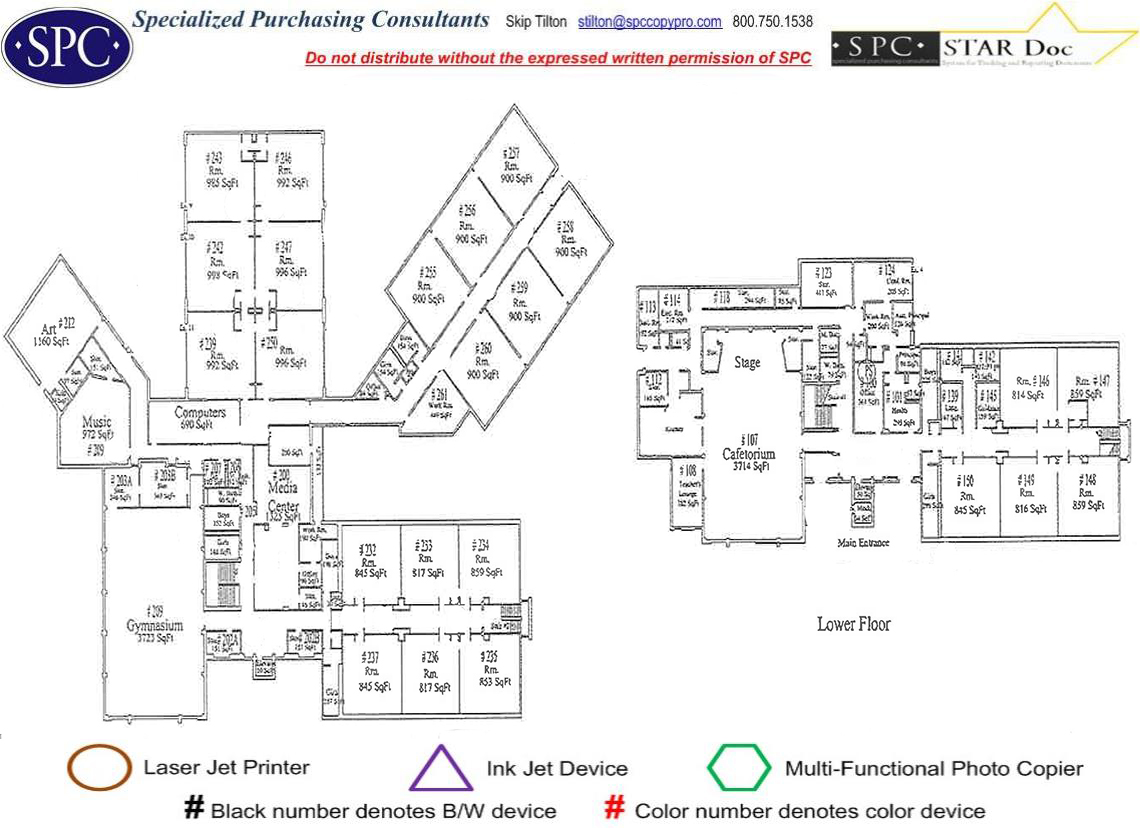 SPC
Specialized Purchasing Consultants Skip Tilton stilton@spccopypro.com 800.750.1538
Do not distribute without the expressed written permission of SPC
· S P C · STAR Doc
specialized purchasing consultants System for Tracking and Reporting Documents
# 243
Rm.
985 SqFt
# 246
Rm.
992 SqFt
# 242
Rm.
998 SqFt
# 247
Rm.
996 SqFt
# 239
Rm.
992 SqFt
# 250
Rm.
996 SqFt
# 257
Rm.
900 SqFt
# 256
Rm.
900 SqFt
# 258
Rm.
900 SqFt
# 255
Rm.
900 SqFt
# 259
Rm.
900 SqFt
# 260
Rm.
900 SqFt
# 261
Work Rm.
Art # 212
1160 SqFt
Music
972 SqFt
# 209
Computers
690 SqFt
# 203A
# 203B
# 207
# 200
Media
Center
1325 SqFt
Boys
Girls
Work Rm.
# 209
Gymnasium
3723 SqFt
# 202A
151 SqFt
# 232
Rm.
845 SqFt
# 233
Rm.
817 SqFt
# 234
Rm.
859 SqFt
# 237
Rm.
845 SqFt
# 236
Rm.
817 SqFt
# 235
Rm.
853 SqFt
# 123
Stor.
411 SqFt
# 124
# 113
# 114
# 118
Stage
# 112
Kitchen
# 107
Cafetorium
3714 SqFt
# 108
Teacher's
Lounge
Office
# 101
Health
# 139
# 145
Rm. # 146
814 SqFt
Rm. # 147
859 SqFt
# 150
Rm.
845 SqFt
# 149
Rm.
816 SqFt
# 148
Rm.
859 SqFt
Main Entrance
Lower Floor
Laser Jet Printer
Ink Jet Device
Multi-Functional Photo Copier
# Black number denotes B/W device
# Color number denotes color device